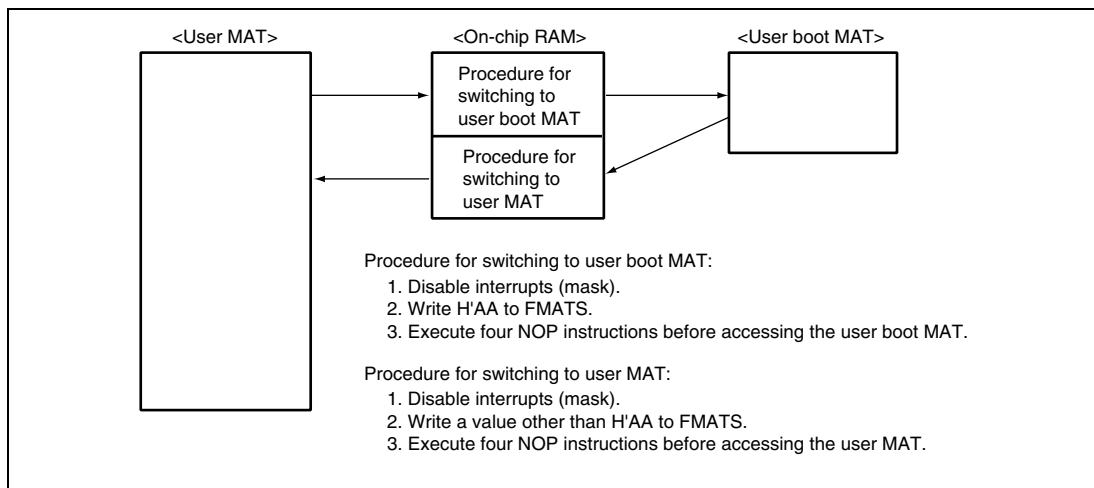 <User MAT>
<On-chip RAM>
<User boot MAT>
Procedure for
switching to
user boot MAT
Procedure for
switching to
user MAT
Procedure for switching to user boot MAT:
1. Disable interrupts (mask).
2. Write H'AA to FMATS.
3. Execute four NOP instructions before accessing the user boot MAT.
Procedure for switching to user MAT:
1. Disable interrupts (mask).
2. Write a value other than H'AA to FMATS.
3. Execute four NOP instructions before accessing the user MAT.